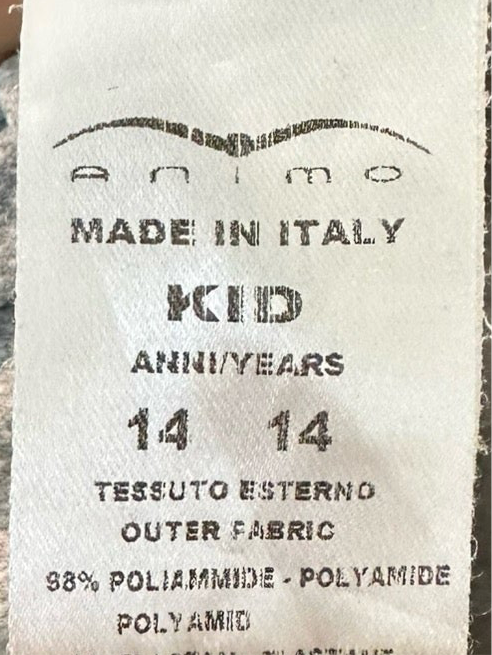 Animo
MADE IN ITALY
KID
ANNI/YEARS
14 14
TESSUTO ESTERNO
OUTER FABRIC
98% POLIAMMIDE - POLYAMIDE
POLYAMID